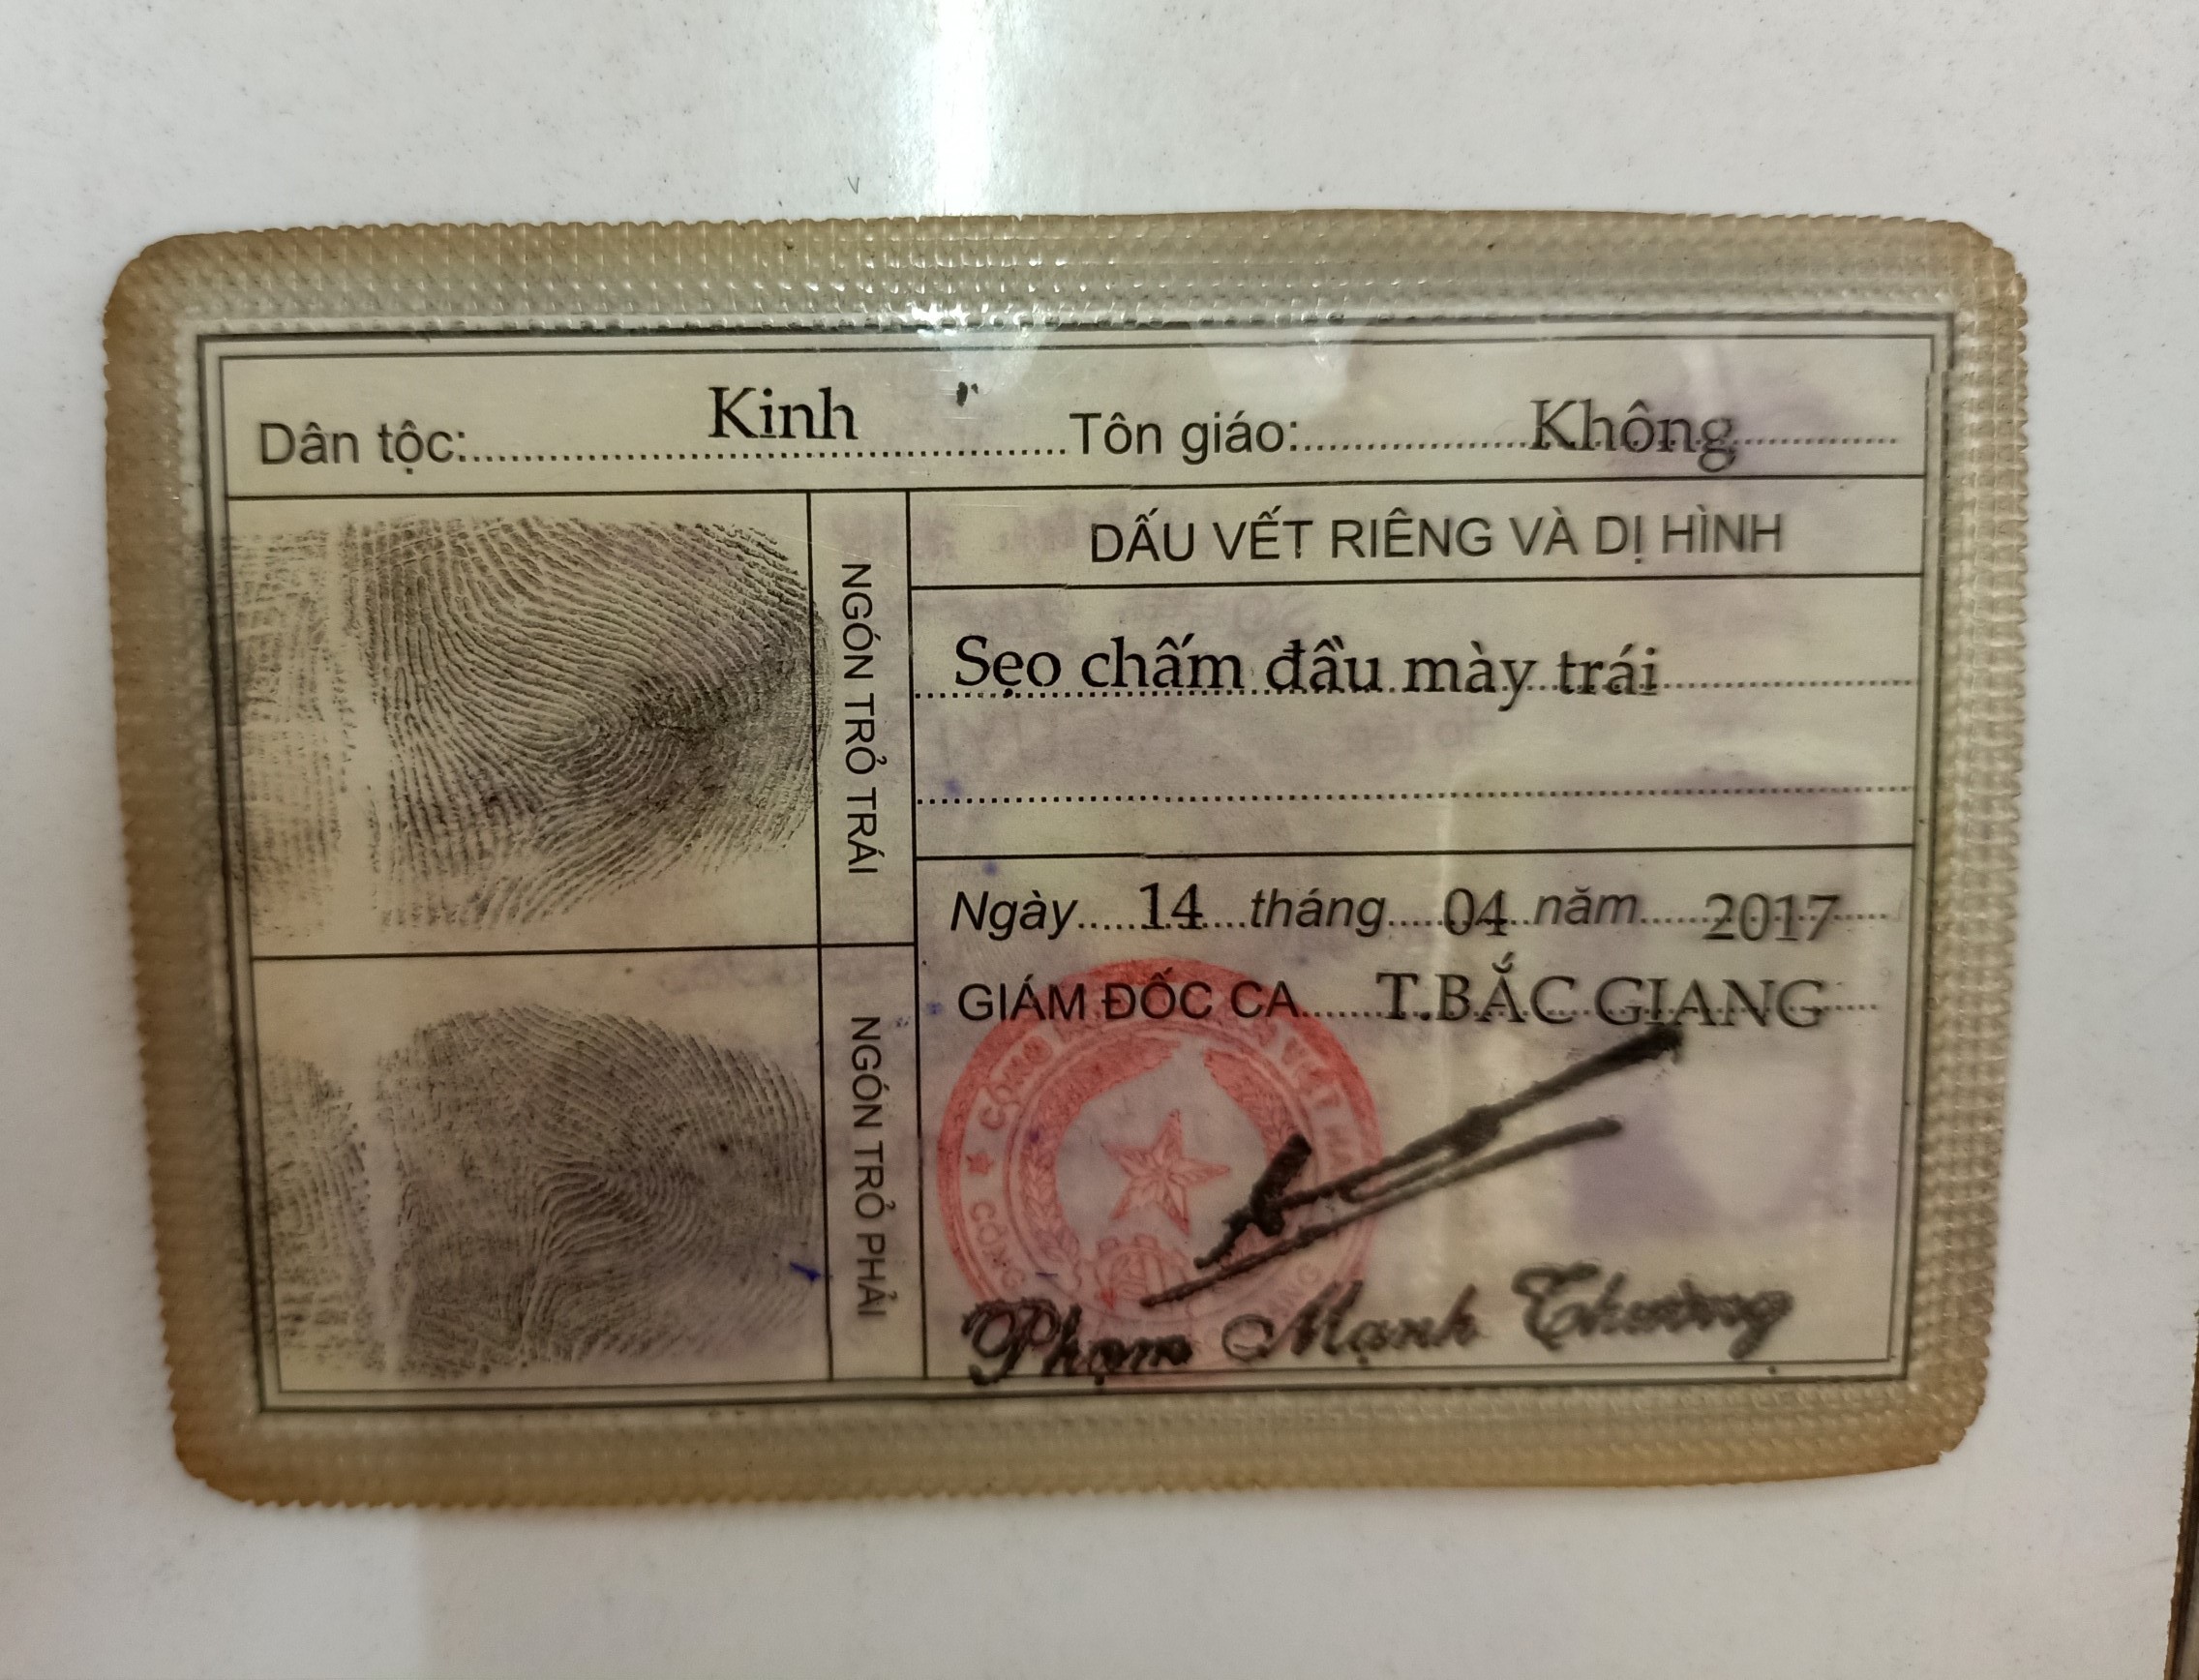 Dân tộc: Kinh Tôn giáo: Không
NGÓN TRỎ TRÁI
DẤU VẾT RIÊNG VÀ DỊ HÌNH
Sẹo chấm đầu mày trái
Ngày 14 tháng 04 năm 2017
GIÁM ĐỐC CA T.BẮC GIANG
NGÓN TRỎ PHẢI
Phạm Mạnh Thường